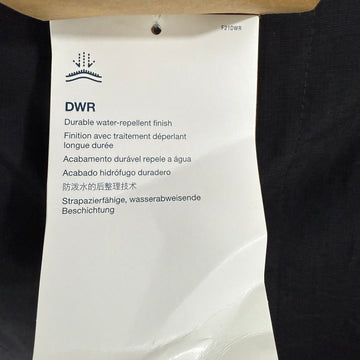 F21DWR
DWR
Durable water-repellent finish
Finition avec traitement déperlant
longue durée
Acabamento durável repele a água
Acabado hidrófugo duradero
防泼水的后整理技术
Strapazierfähige, wasserabweisende
Beschichtung